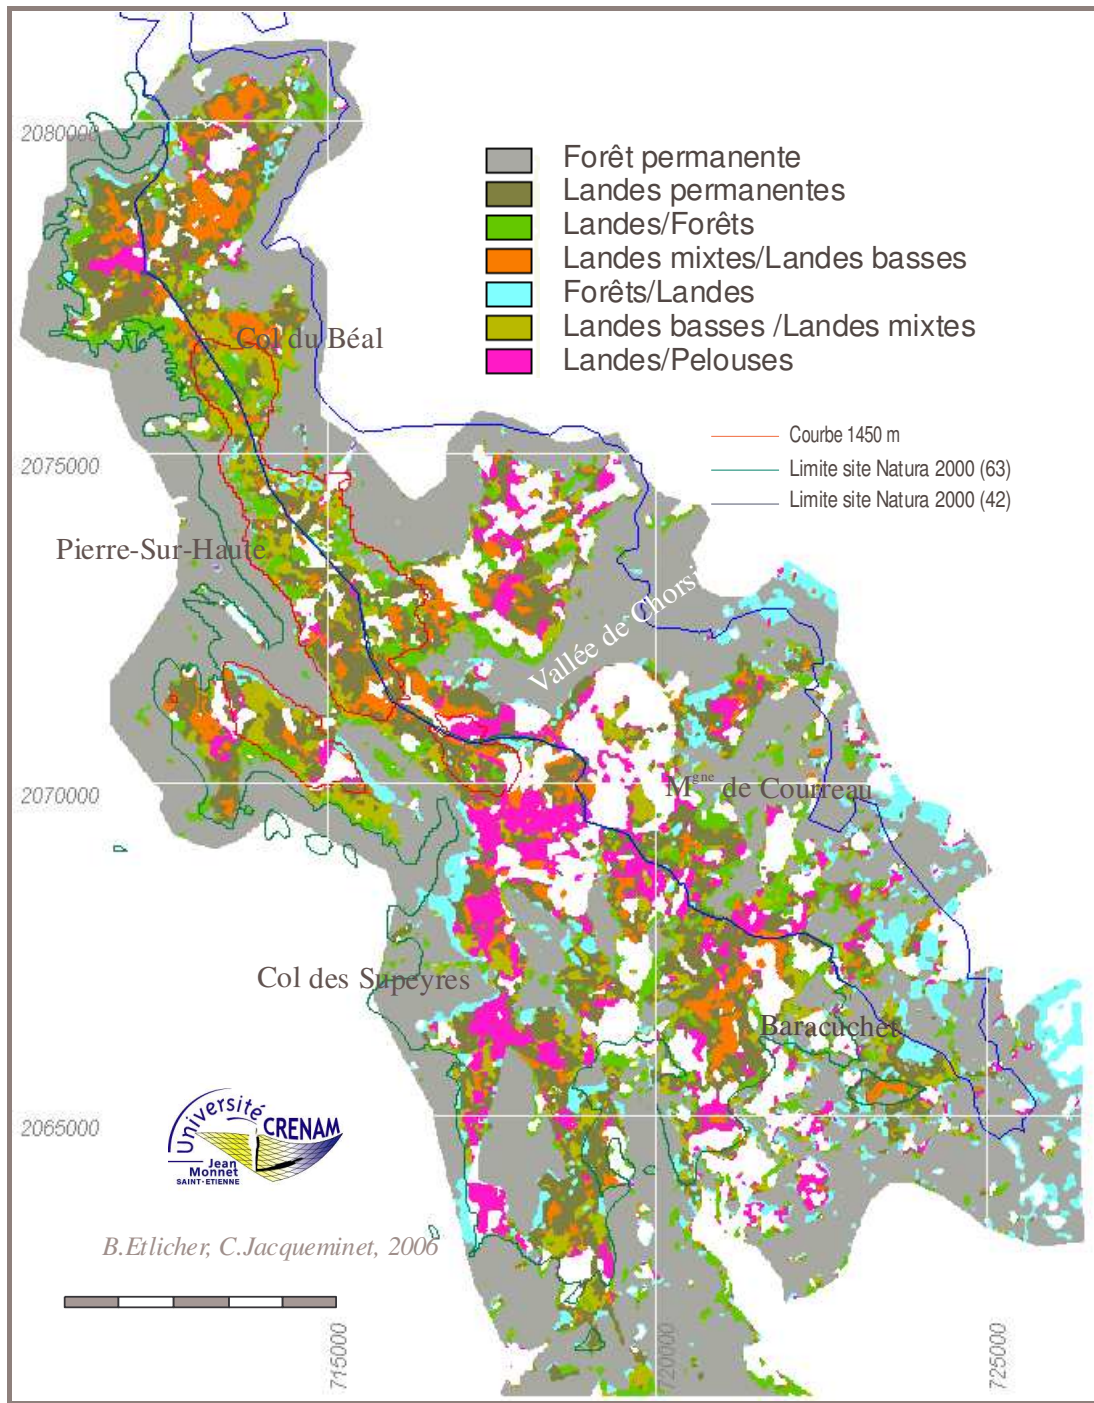 2080000
Forêt permanente
Landes permanentes
Landes/Forêts
Landes mixtes/Landes basses
Forêts/Landes
Landes basses /Landes mixtes
Landes/Pelouses
Col du Béal
Courbe 1450 m
Limite site Natura 2000 (63)
Limite site Natura 2000 (42)
2075000
Pierre-Sur-Haute
Vallée de Chorsi
2070000
Mgne de Courreau
Col des Supeyres
Baracuchet
2065000
Université
CRENAM
Jean
Monnet
SAINT-ETIENNE
B.Etlicher, C.Jacqueminet, 2006
715000
720000
725000